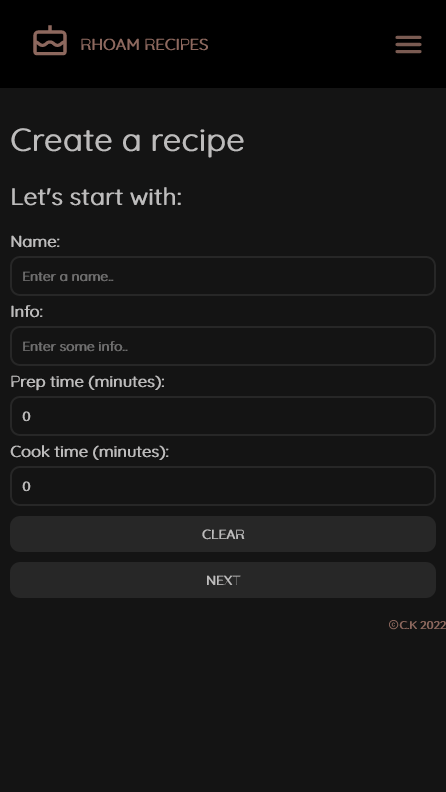 RHOAM RECIPES
Create a recipe
Let's start with:
Name:
Enter a name..
Info:
Enter some info..
Prep time (minutes):
0
Cook time (minutes):
0
CLEAR
NEXT
©C.K 2022